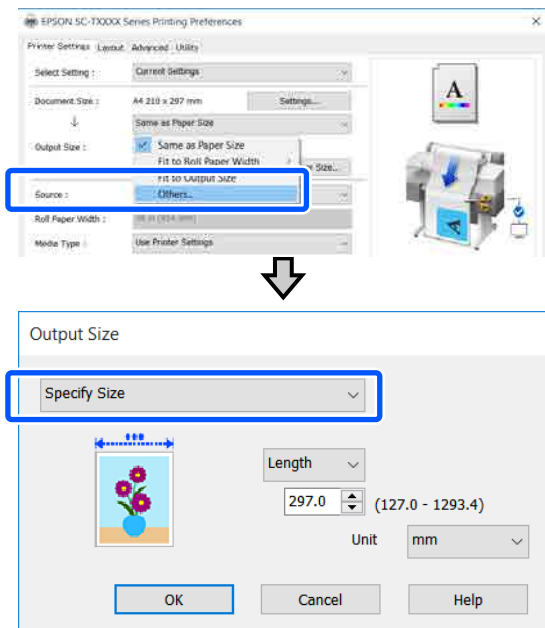 EPSON SC-TXXXX Series Printing Preferences
Printer Settings Layout Advanced Utility
Select Setting : Current Settings
Document Size : A4 210 x 297 mm Settings...
Same as Paper Size
Output Size : Same as Paper Size
Fit to Roll Paper Width
Size...
Fit to Output Size
Source : Others...
Roll Paper Width :
Media Type : Use Printer Settings
A
A
Output Size
Specify Size
Length
297.0 (127.0 - 1293.4)
Unit mm
OK Cancel Help